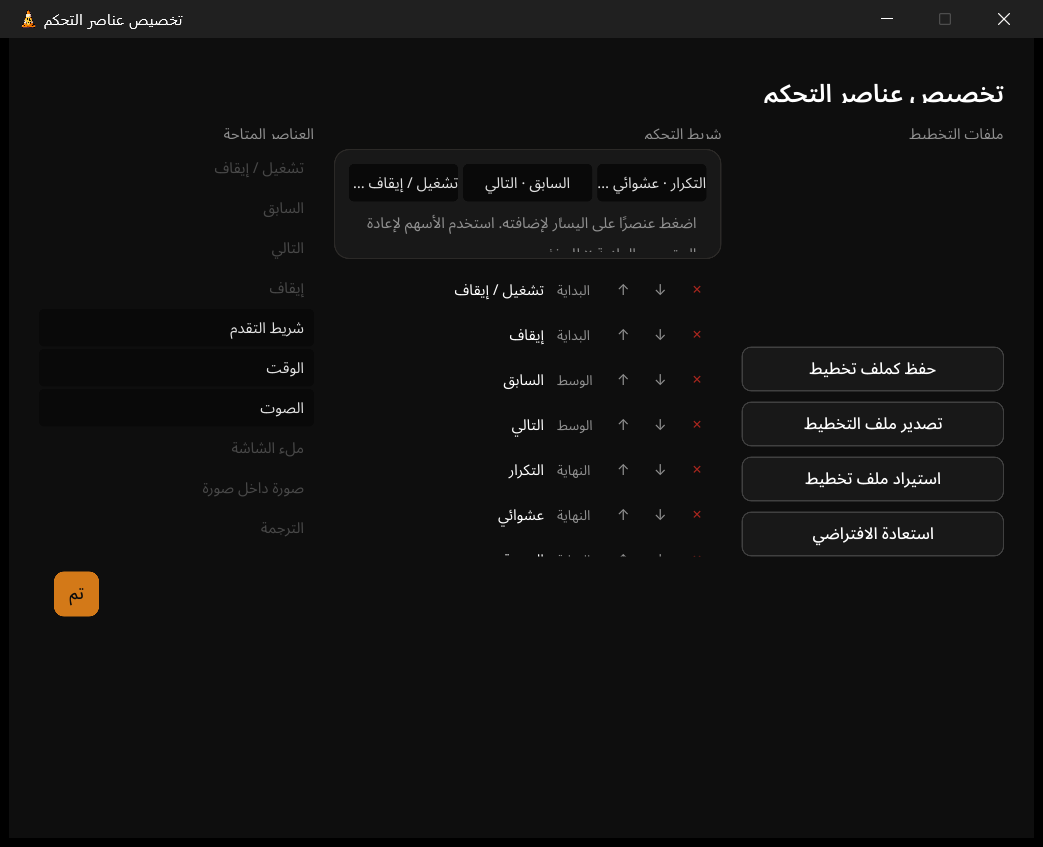 تخصيص عناصر التحكم
تخصيص عناصر التحكم
ملفات التخطيط
حفظ كملف تخطيط
تصدير ملف التخطيط
استيراد ملف تخطيط
استعادة الافتراضي
شريط التحكم
التكرار · عشوائي ...
السابق · التالي
تشغيل / إيقاف ...
اضغط عنصرًا على اليسار لإضافته. استخدم الأسهم لإعادة
× ↓ ↑ البداية تشغيل / إيقاف
× ↓ ↑ البداية إيقاف
× ↓ ↑ الوسط السابق
× ↓ ↑ الوسط التالي
× ↓ ↑ النهاية التكرار
× ↓ ↑ النهاية عشوائي
العناصر المتاحة
تشغيل / إيقاف
السابق
التالي
إيقاف
شريط التقدم
الوقت
الصوت
ملء الشاشة
صورة داخل صورة
الترجمة
تم